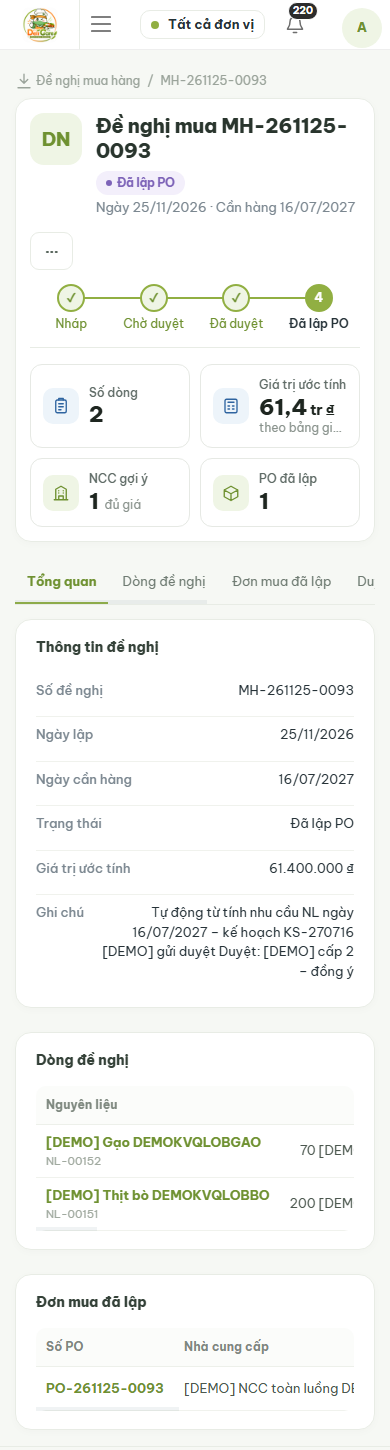 Tất cả đơn vị
220
A
Đề nghị mua hàng / MH-261125-0093
DN
Đề nghị mua MH-261125-
0093
Đã lập PO
Ngày 25/11/2026 · Cần hàng 16/07/2027
...
4
Nháp
Chờ duyệt
Đã duyệt
Đã lập PO
Số dòng
2
Giá trị ước tính
61,4 tr ₫
theo bảng gi...
NCC gợi ý
1 đủ giá
PO đã lập
1
Tổng quan
Dòng đề nghị
Đơn mua đã lập
Du
Thông tin đề nghị
Số đề nghị
MH-261125-0093
Ngày lập
25/11/2026
Ngày cần hàng
16/07/2027
Trạng thái
Đã lập PO
Giá trị ước tính
61.400.000 ₫
Ghi chú
Tự động từ tính nhu cầu NL ngày
16/07/2027 – kế hoạch KS-270716
[DEMO] gửi duyệt Duyệt: [DEMO] cấp 2
– đồng ý
Dòng đề nghị
Nguyên liệu
[DEMO] Gạo DEMOKVQLOBGAO
70 [DEM
NL-00152
[DEMO] Thịt bò DEMOKVQLOBBO
200 [DEM
NL-00151
Đơn mua đã lập
Số PO
Nhà cung cấp
PO-261125-0093
[DEMO] NCC toàn luồng DE